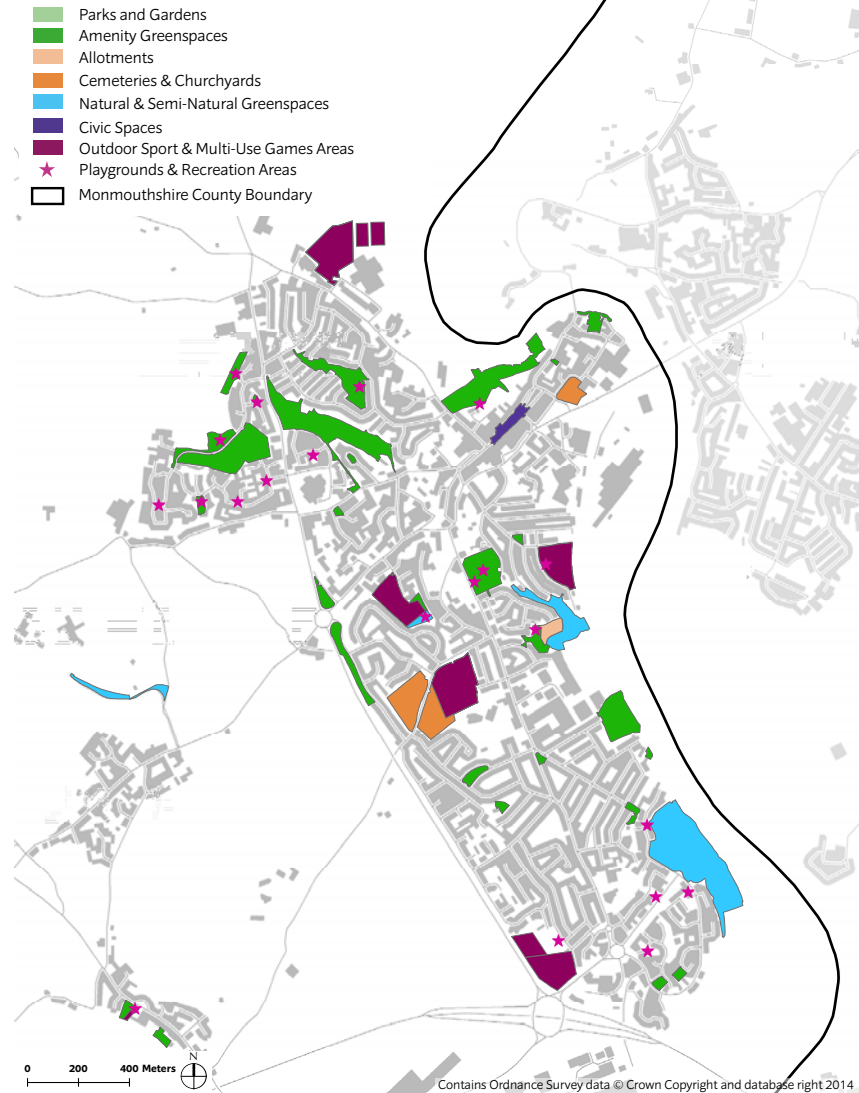 Parks and Gardens
Amenity Greenspaces
Allotments
Cemeteries & Churchyards
Natural & Semi-Natural Greenspaces
Civic Spaces
Outdoor Sport & Multi-Use Games Areas
Playgrounds & Recreation Areas
Monmouthshire County Boundary
N
0 200 400 Meters
Contains Ordnance Survey data © Crown Copyright and database right 2014